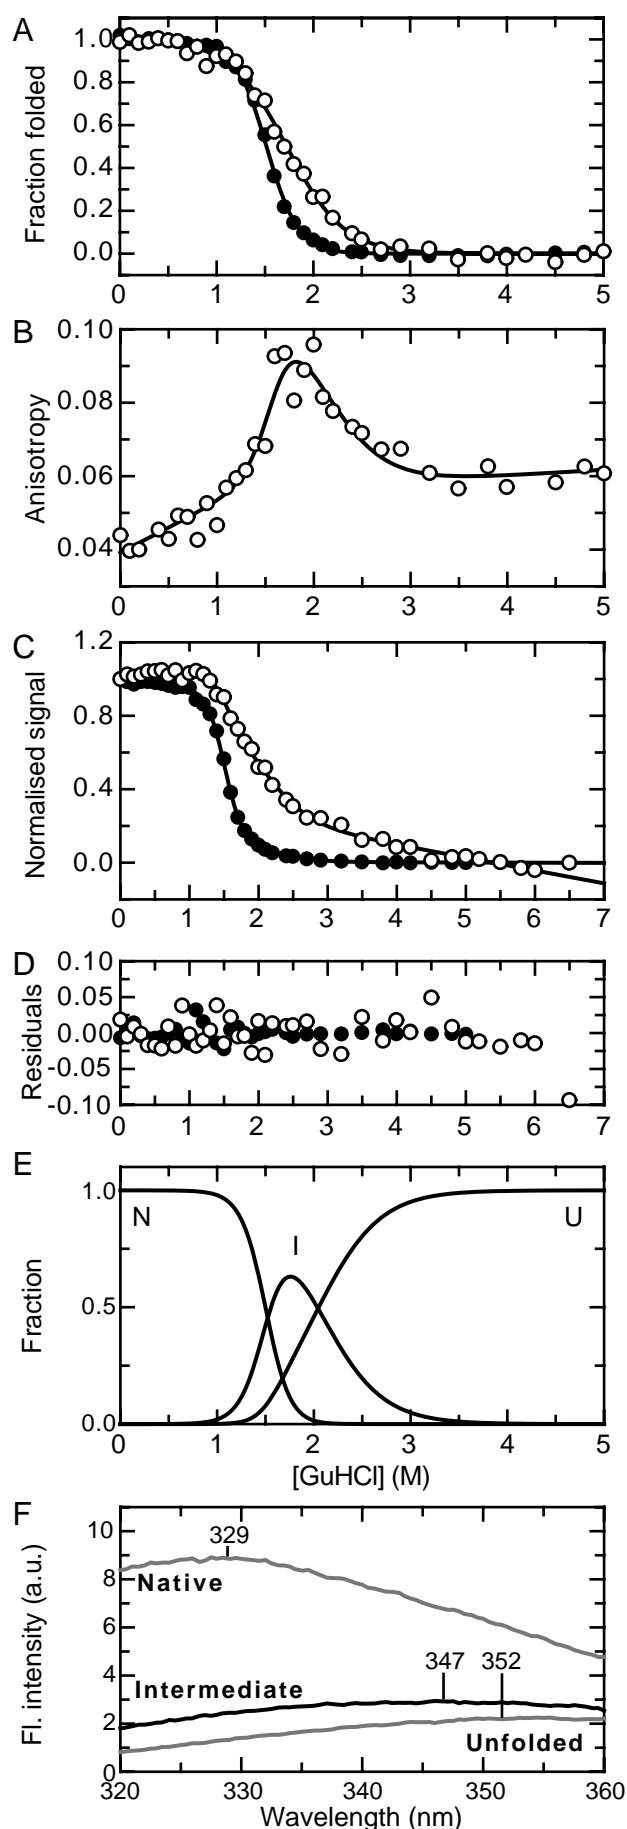 A
Fraction folded
1.0
0.8
0.6
0.4
0.2
0.0
0 1 2 3 4 5
B
Anisotropy
0.10
0.08
0.06
0.04
0 1 2 3 4 5
C
Normalised signal
1.2
0.8
0.4
0.0
0 1 2 3 4 5 6 7
D
Residuals
0.10
0.05
0.00
-0.05
-0.10
0 1 2 3 4 5 6 7
E
Fraction
1.0
0.5
0.0
N
I
U
0 1 2 3 4 5
[GuHCl] (M)
F
Fl. intensity (a.u.)
10
8
6
4
2
0
329
Native
347 352
Intermediate
Unfolded
320 330 340 350 360
Wavelength (nm)